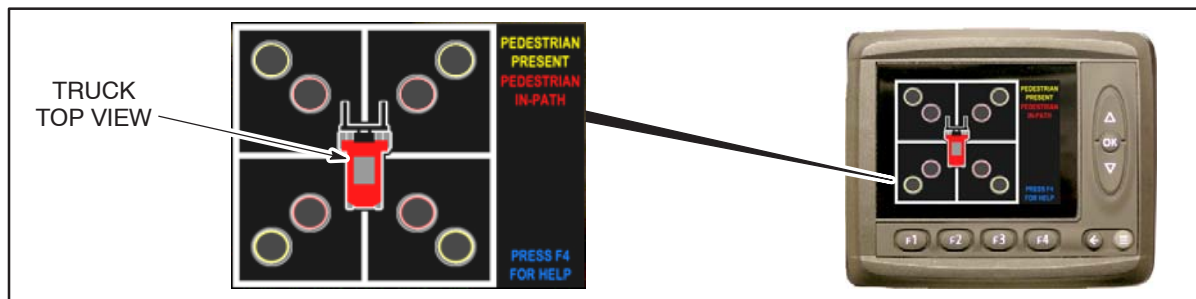 TRUCK
TOP VIEW
PEDESTRIAN
PRESENT
PEDESTRIAN
IN-PATH
PRESS F4
FOR HELP
PEDESTRIAN
PRESENT
PEDESTRIAN
IN-PATH
PRESS F4
FOR HELP
OK
F1 F2 F3 F4